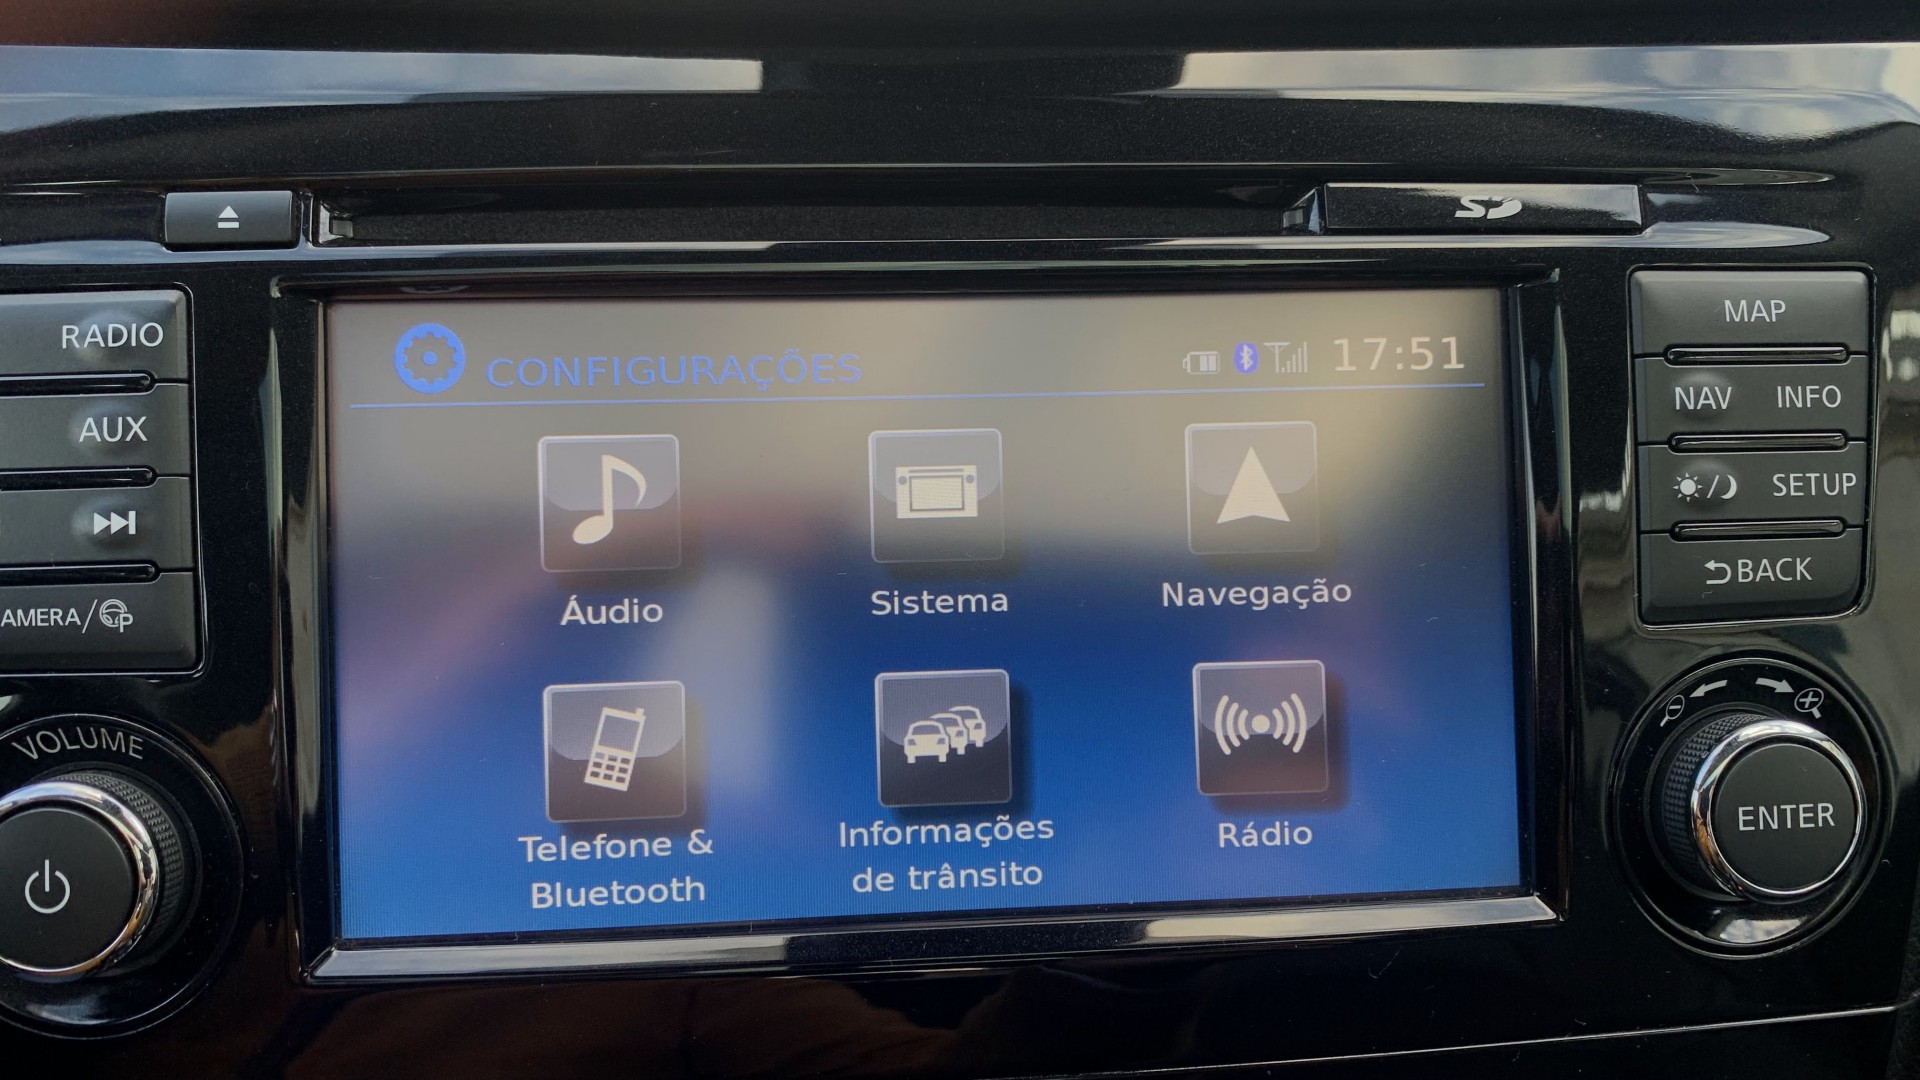 RADIO
AUX
AMERA/
VOLUME
CONFIGURAÇÕES
17:51
Áudio
Sistema
Navegação
Telefone &
Bluetooth
Informações
de trânsito
Rádio
SD
MAP
NAV INFO
SETUP
BACK
ENTER